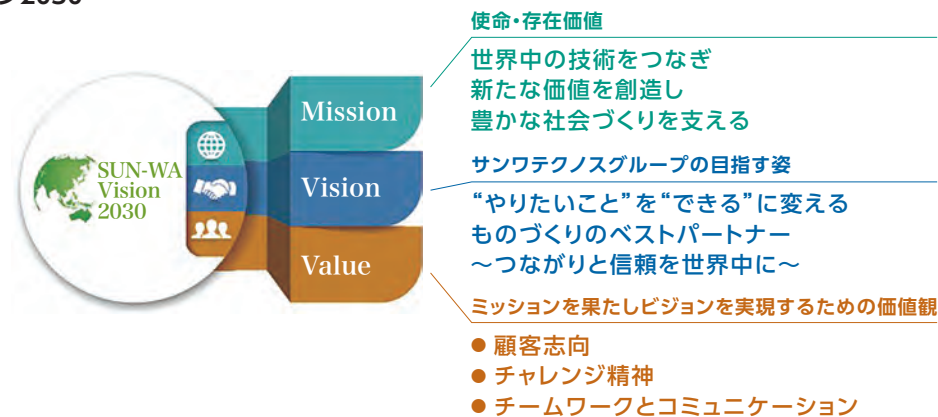 2030
SUN-WA
Vision
2030
Mission
使命・存在価値
世界中の技術をつなぎ
新たな価値を創造し
豊かな社会づくりを支える
Vision
サンワテクノスグループの目指す姿
“やりたいこと”を“できる”に変える
ものづくりのベストパートナー
～つながりと信頼を世界中に～
Value
ミッションを果たしビジョンを実現するための価値観
● 顧客志向
● チャレンジ精神
● チームワークとコミュニケーション